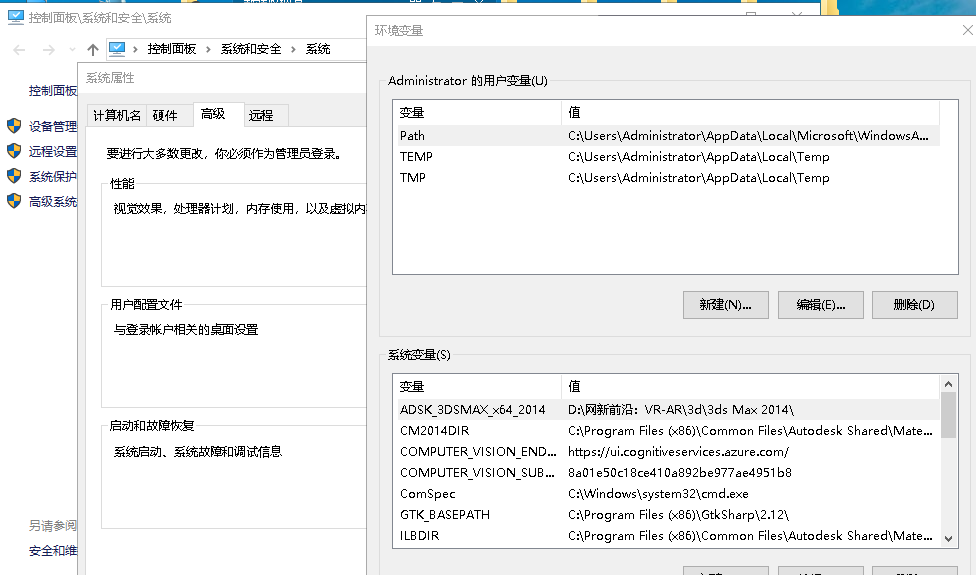 控制面板\系统和安全\系统
控制面板 › 系统和安全 › 系统
控制面板
设备管理
远程设置
系统保护
高级系统
另请参阅
安全和维
系统属性
计算机名 硬件 高级 远程
要进行大多数更改，你必须作为管理员登录。
性能
视觉效果，处理器计划，内存使用，以及虚拟内
用户配置文件
与登录帐户相关的桌面设置
启动和故障恢复
系统启动、系统故障和调试信息
环境变量
Administrator 的用户变量(U)
变量 值
Path C:\Users\Administrator\AppData\Local\Microsoft\WindowsA...
TEMP C:\Users\Administrator\AppData\Local\Temp
TMP C:\Users\Administrator\AppData\Local\Temp
新建(N)... 编辑(E)... 删除(D)
系统变量(S)
变量 值
ADSK_3DSMAX_x64_2014 D:\网新前沿：VR-AR\3d\3ds Max 2014\
CM2014DIR C:\Program Files (x86)\Common Files\Autodesk Shared\Mate...
COMPUTER_VISION_END... https://ui.cognitiveservices.azure.com/
COMPUTER_VISION_SUB... 8a01e50c18ce410a892be977ae4951b8
ComSpec C:\Windows\system32\cmd.exe
GTK_BASEPATH C:\Program Files (x86)\GtkSharp\2.12\
ILBDIR C:\Program Files (x86)\Common Files\Autodesk Shared\Mate...